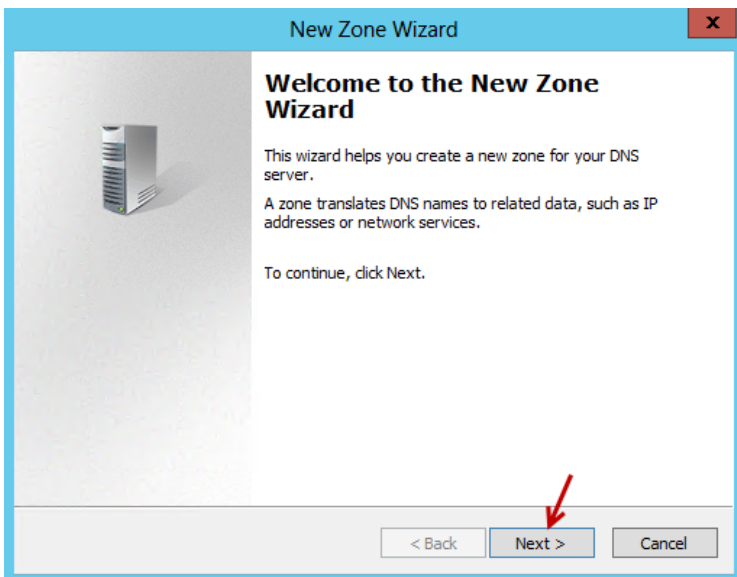 New Zone Wizard
x
Welcome to the New Zone
Wizard
This wizard helps you create a new zone for your DNS
server.
A zone translates DNS names to related data, such as IP
addresses or network services.
To continue, click Next.
< Back Next > Cancel